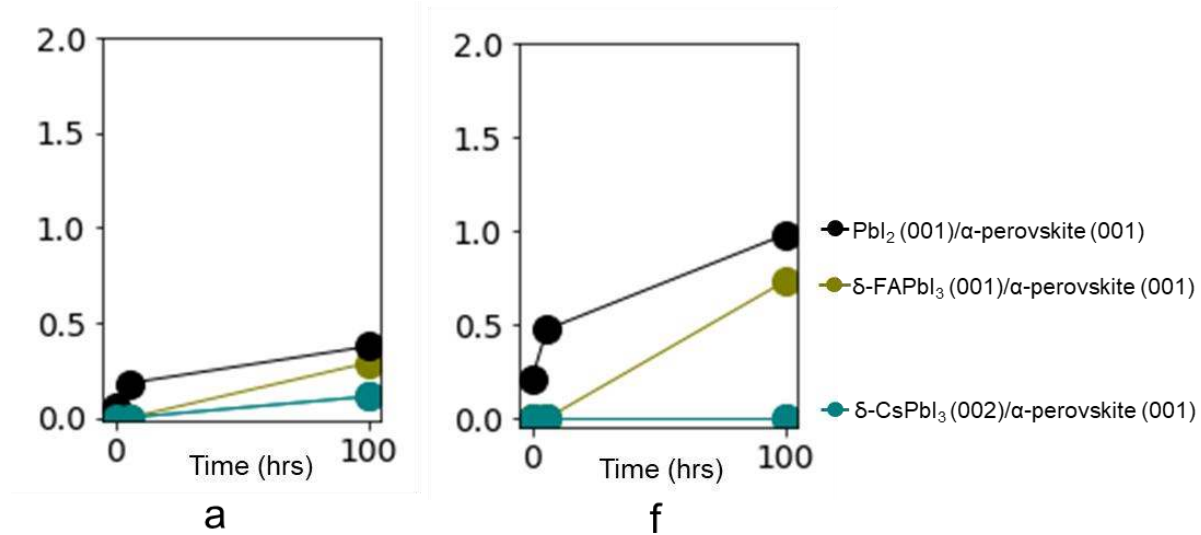 2.0
1.5
1.0
0.5
0.0
0
100
Time (hrs)
a
2.0
1.5
1.0
0.5
0.0
0
100
Time (hrs)
f
PbI₂ (001)/α-perovskite (001)
δ-FAPbI₃ (001)/α-perovskite (001)
δ-CsPbI₃ (002)/α-perovskite (001)